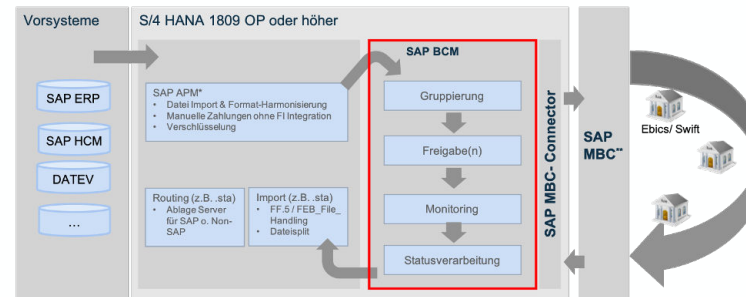 Vorsysteme
S/4 HANA 1809 OP oder höher
SAP ERP
SAP HCM
DATEV
...
SAP APM*
• Datei Import & Format-Harmonisierung
• Manuelle Zahlungen ohne FI Integration
• Verschlüsselung
Routing (z.B. .sta)
• Ablage Server
für SAP o. Non-
SAP
Import (z.B. .sta)
• FF.5 / FEB_File_
Handling
• Dateisplit
SAP BCM
Gruppierung
Freigabe(n)
Monitoring
Statusverarbeitung
SAP MBC- Connector
SAP
MBC**
Ebics/ Swift